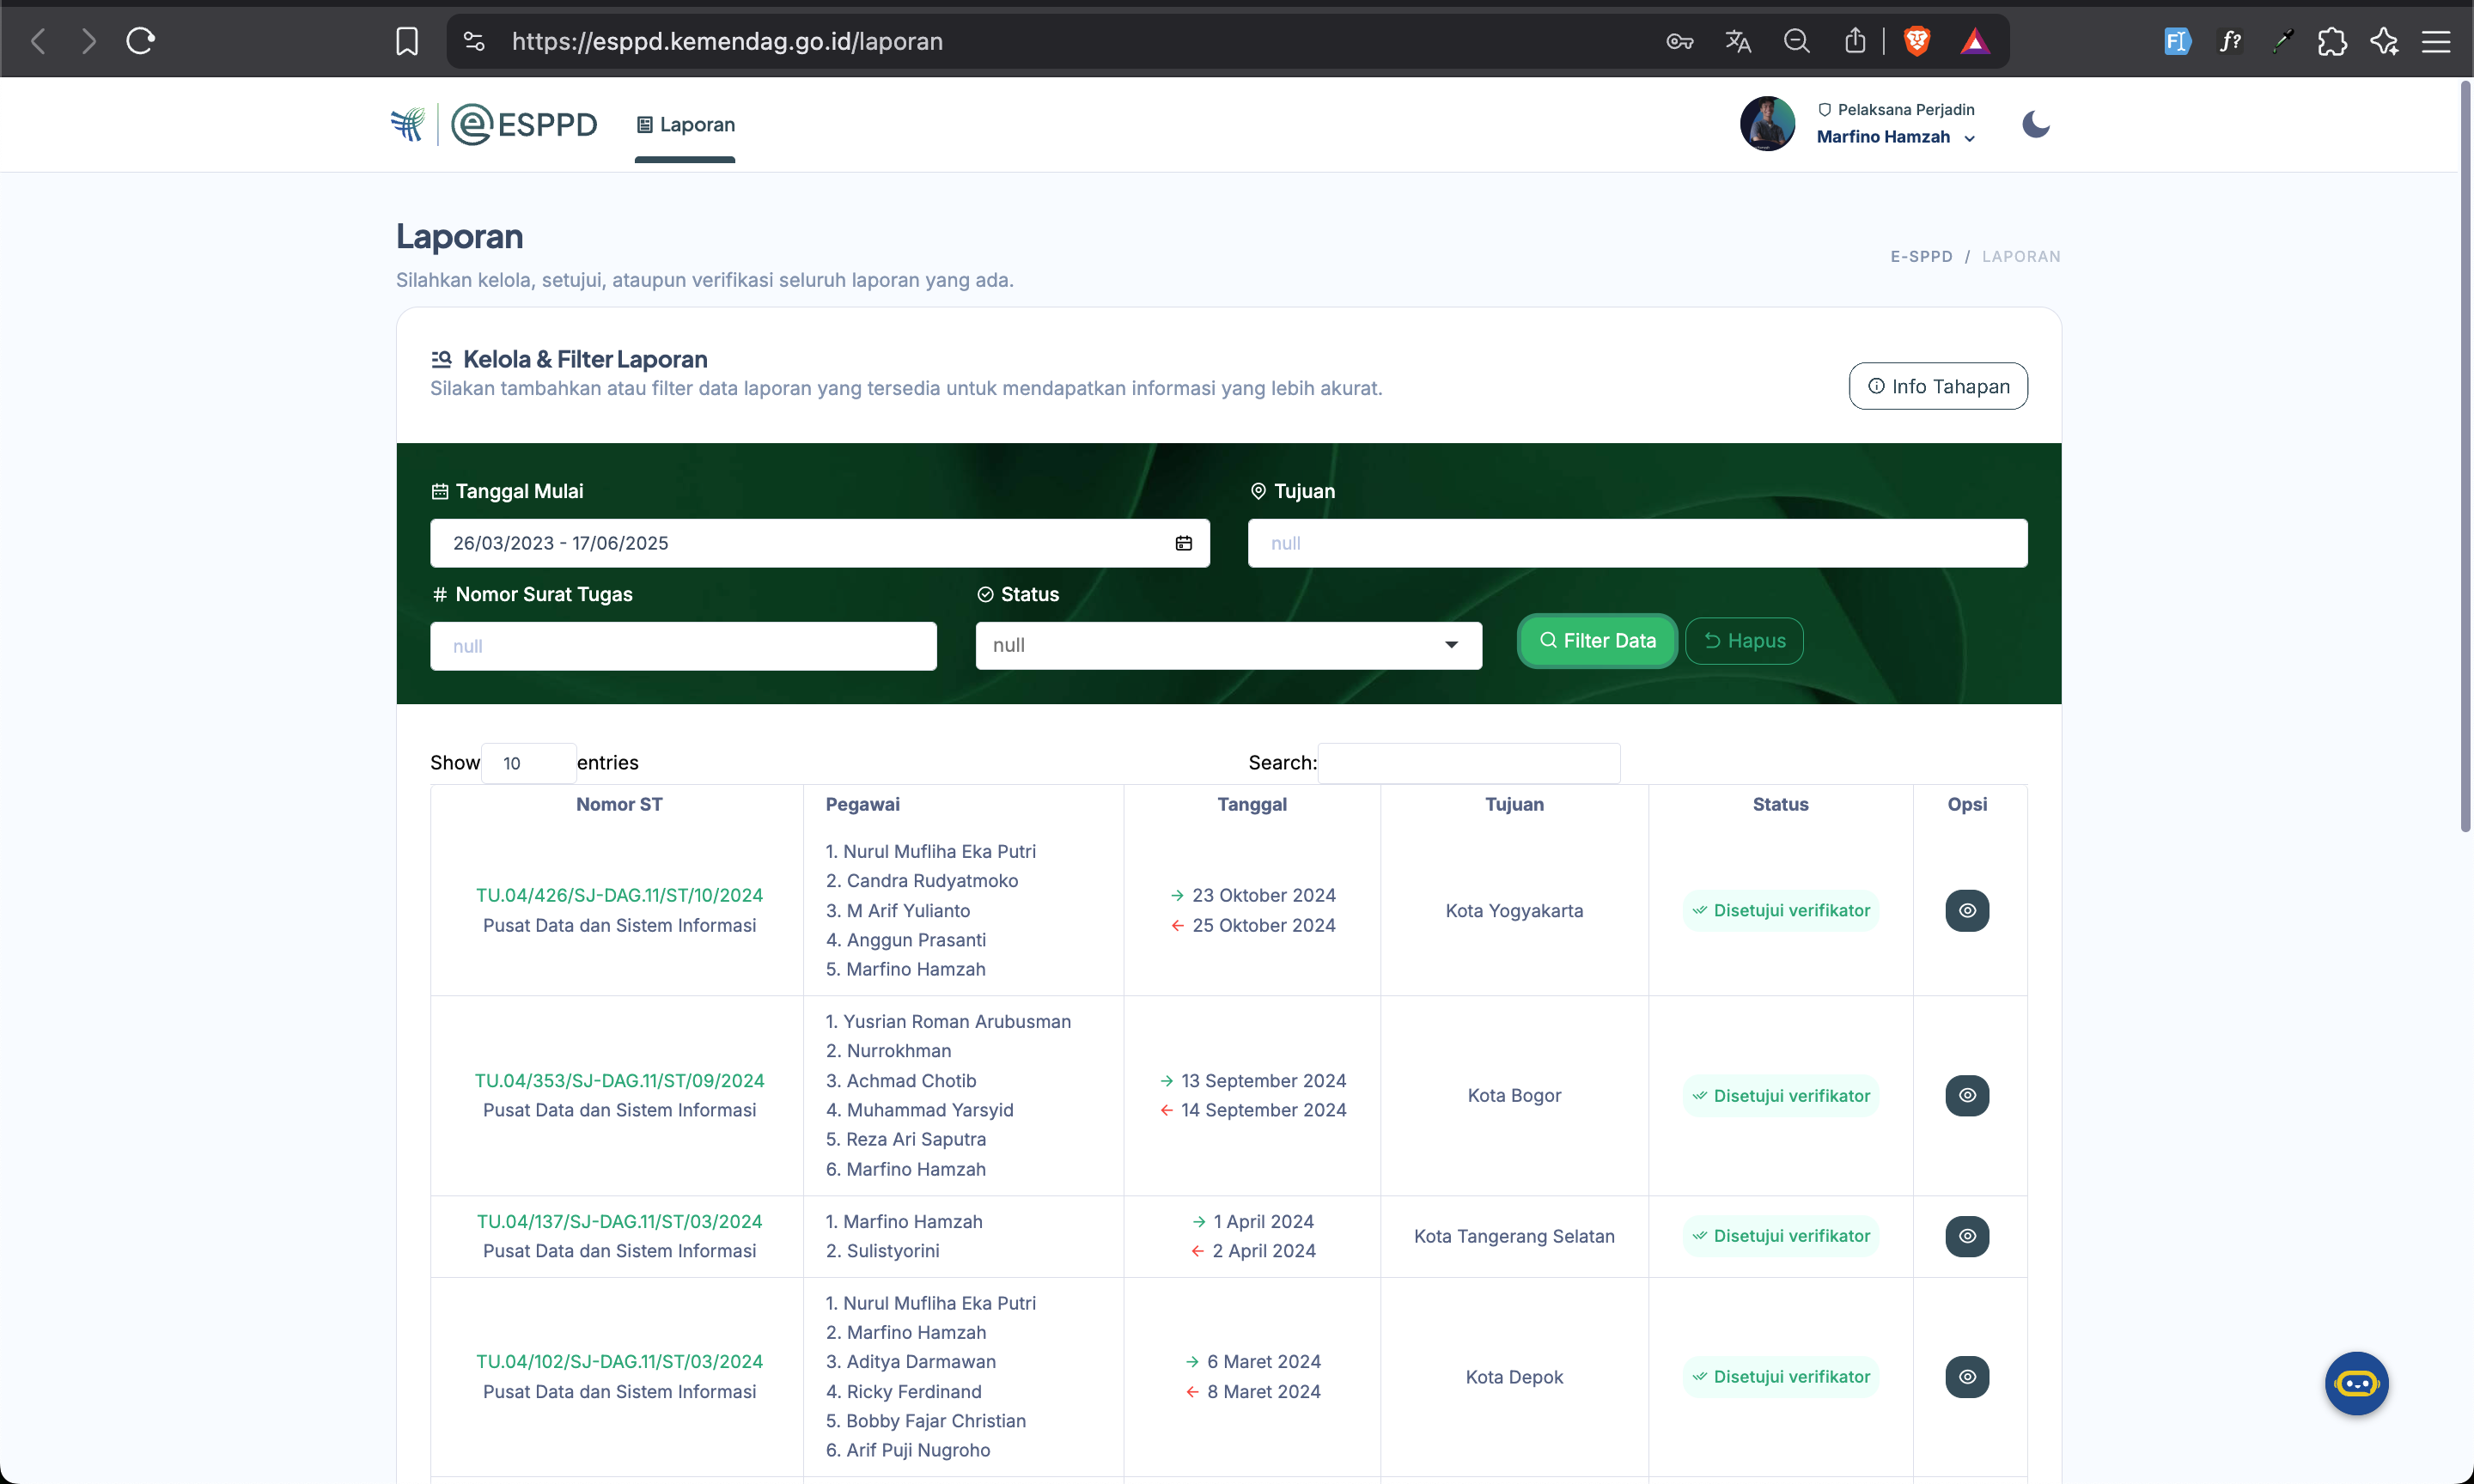 https://esppd.kemendag.go.id/laporan
ESPPD
Laporan
Pelaksana Perjadin
Marfino Hamzah
Laporan
Silahkan kelola, setujui, ataupun verifikasi seluruh laporan yang ada.
E-SPPD / LAPORAN
Kelola & Filter Laporan
Silakan tambahkan atau filter data laporan yang tersedia untuk mendapatkan informasi yang lebih akurat.
Info Tahapan
Tanggal Mulai
Tujuan
26/03/2023 - 17/06/2025
null
# Nomor Surat Tugas
Status
null
null
Filter Data
Hapus
Show 10 entries
Search:
Nomor ST Pegawai Tanggal Tujuan Status Opsi
TU.04/426/SJ-DAG.11/ST/10/2024
Pusat Data dan Sistem Informasi
1. Nurul Mufliha Eka Putri
2. Candra Rudyatmoko
3. M Arif Yulianto
4. Anggun Prasanti
5. Marfino Hamzah
→ 23 Oktober 2024
← 25 Oktober 2024
Kota Yogyakarta
Disetujui verifikator
TU.04/353/SJ-DAG.11/ST/09/2024
Pusat Data dan Sistem Informasi
1. Yusrian Roman Arubusman
2. Nurrokhman
3. Achmad Chotib
4. Muhammad Yarsyid
5. Reza Ari Saputra
6. Marfino Hamzah
→ 13 September 2024
← 14 September 2024
Kota Bogor
Disetujui verifikator
TU.04/137/SJ-DAG.11/ST/03/2024
Pusat Data dan Sistem Informasi
1. Marfino Hamzah
2. Sulistyorini
→ 1 April 2024
← 2 April 2024
Kota Tangerang Selatan
Disetujui verifikator
TU.04/102/SJ-DAG.11/ST/03/2024
Pusat Data dan Sistem Informasi
1. Nurul Mufliha Eka Putri
2. Marfino Hamzah
3. Aditya Darmawan
4. Ricky Ferdinand
5. Bobby Fajar Christian
6. Arif Puji Nugroho
→ 6 Maret 2024
← 8 Maret 2024
Kota Depok
Disetujui verifikator